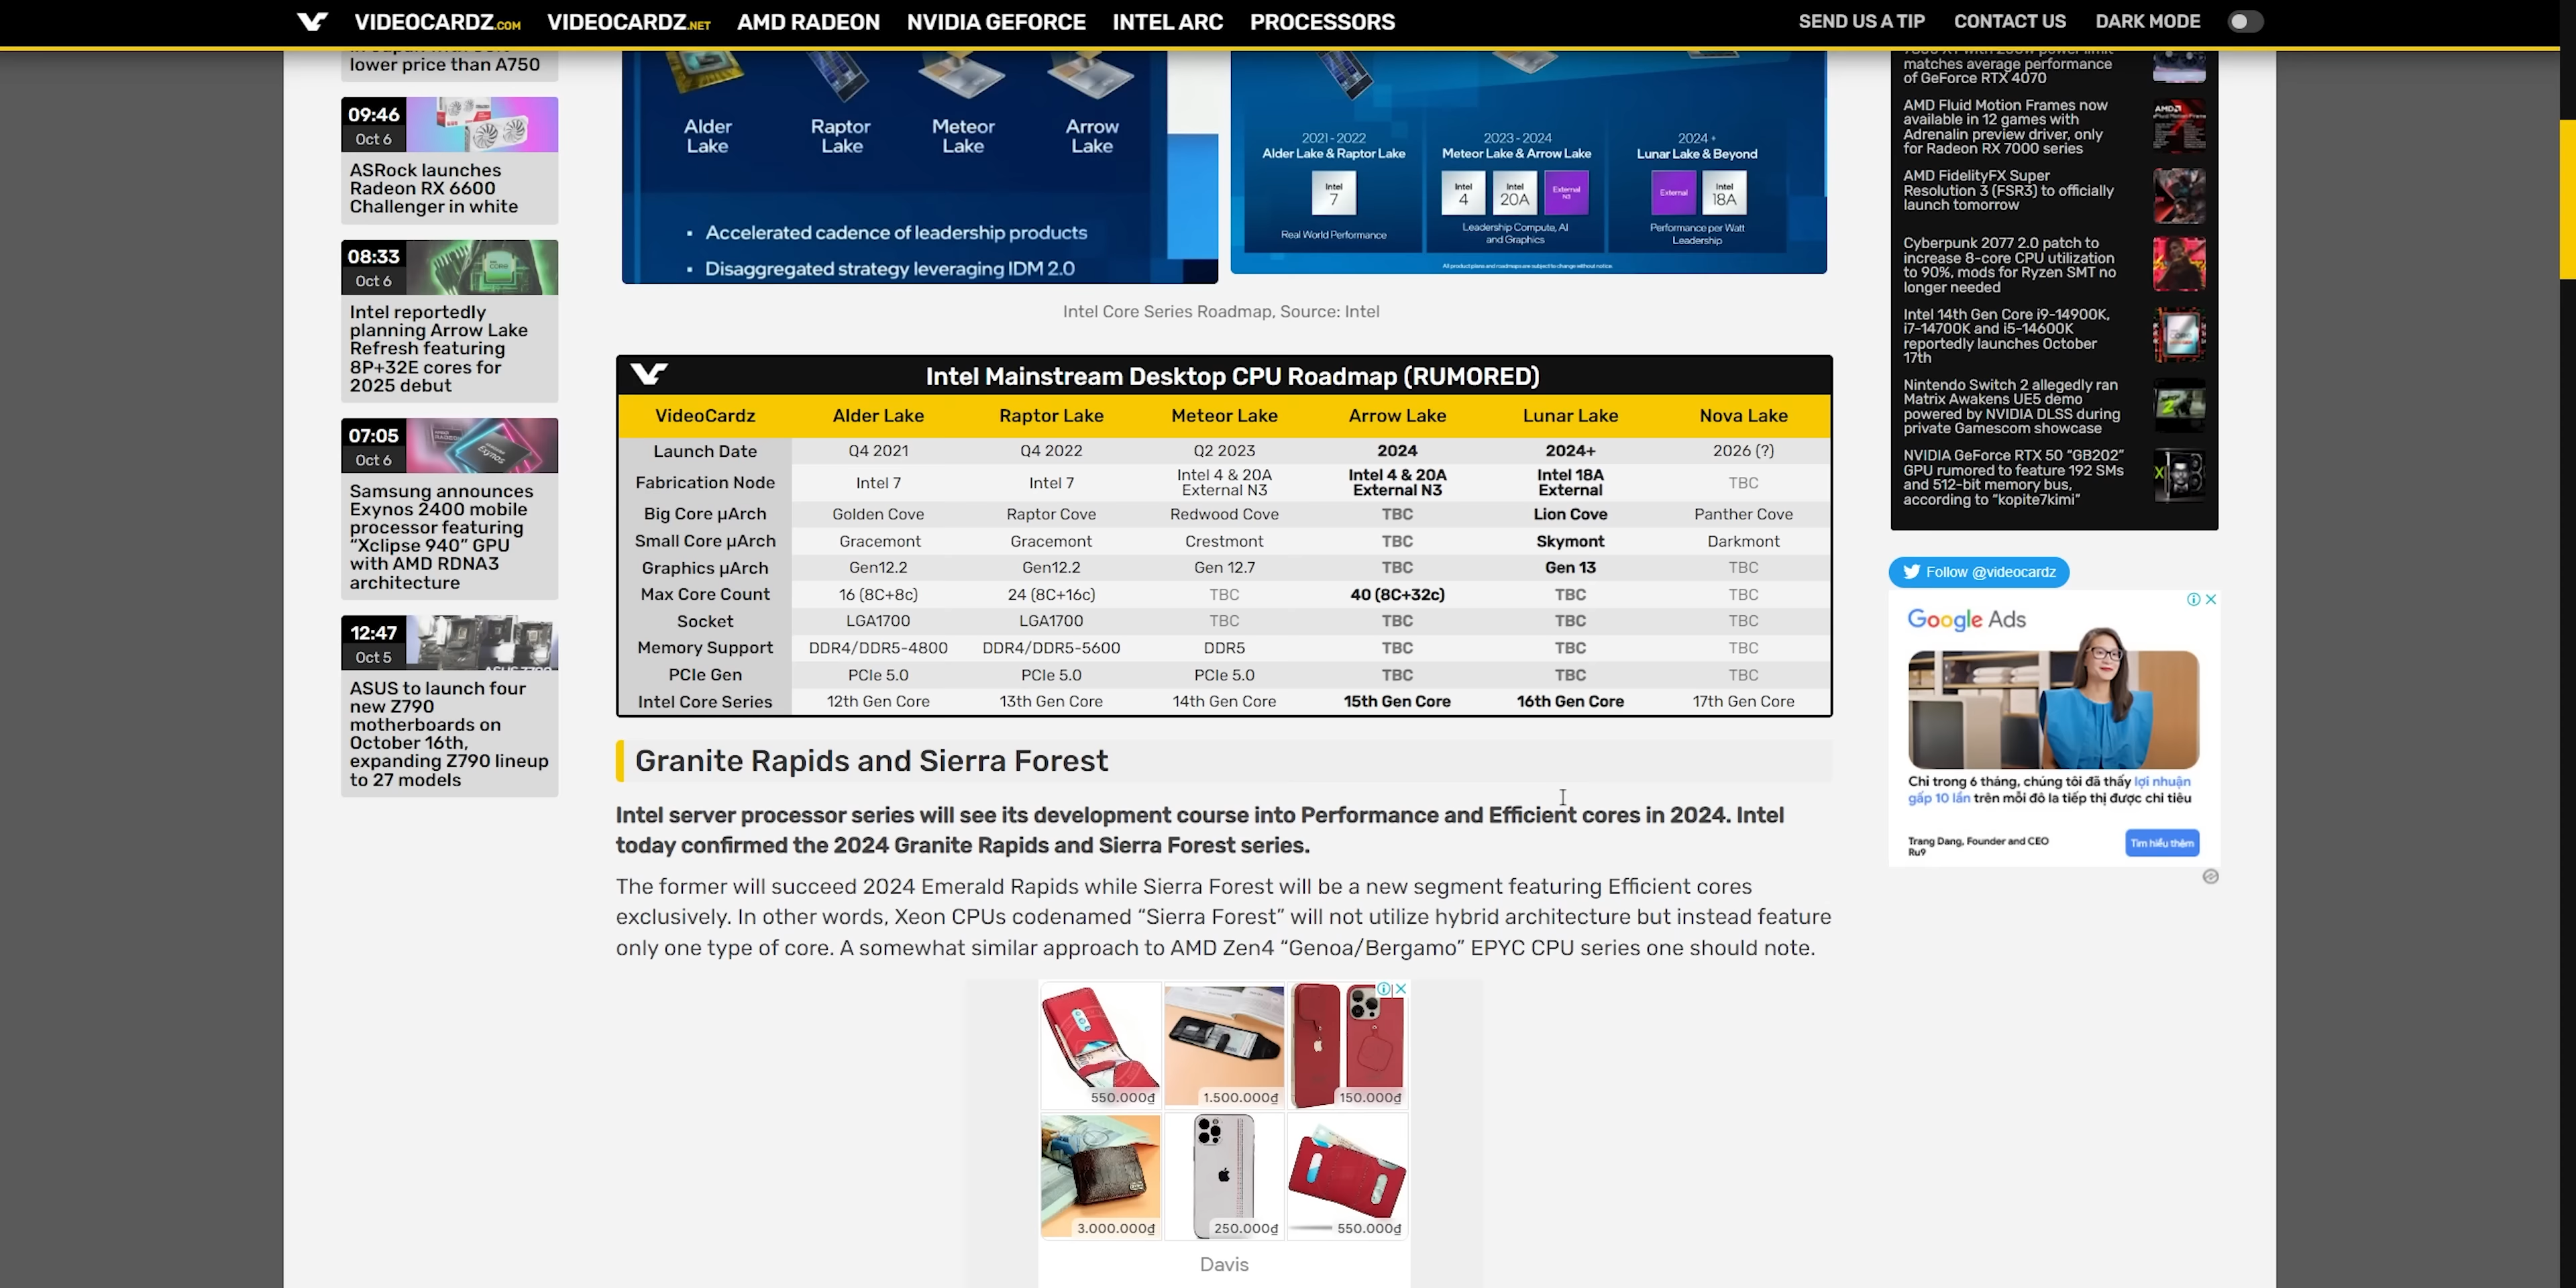 VIDEOCARDZ.COM
VIDEOCARDZ.NET
AMD RADEON
NVIDIA GEFORCE
INTEL ARC
PROCESSORS
SEND US A TIP
CONTACT US
DARK MODE
lower price than A750
09:46
Oct 6
ASRock launches
Radeon RX 6600
Challenger in white
08:33
Oct 6
Intel reportedly
planning Arrow Lake
Refresh featuring
8P+32E cores for
2025 debut
07:05
Oct 6
Samsung announces
Exynos 2400 mobile
processor featuring
“Xclipse 940” GPU
with AMD RDNA3
architecture
12:47
Oct 5
ASUS to launch four
new Z790
motherboards on
October 16th,
expanding Z790 lineup
to 27 models
Alder
Lake
Raptor
Lake
Meteor
Lake
Arrow
Lake
▪ Accelerated cadence of leadership products
▪ Disaggregated strategy leveraging IDM 2.0
2021-2022
Alder Lake & Raptor Lake
Intel
7
Real World Performance
2023-2024
Meteor Lake & Arrow Lake
Intel
4
Intel
20A
External
N3
Leadership Compute, AI
and Graphics
2024 +
Lunar Lake & Beyond
External
Intel
18A
Performance per Watt
Leadership
All product plans and roadmaps are subject to change without notice.
Intel Core Series Roadmap, Source: Intel
Intel Mainstream Desktop CPU Roadmap (RUMORED)
VideoCardz Alder Lake Raptor Lake Meteor Lake Arrow Lake Lunar Lake Nova Lake
Launch Date Q4 2021 Q4 2022 Q2 2023 2024 2024+ 2026 (?)
Fabrication Node Intel 7 Intel 7 Intel 4 & 20A External N3 Intel 4 & 20A External N3 Intel 18A External TBC
Big Core µArch Golden Cove Raptor Cove Redwood Cove TBC Lion Cove Panther Cove
Small Core µArch Gracemont Gracemont Crestmont TBC Skymont Darkmont
Graphics µArch Gen12.2 Gen12.2 Gen 12.7 TBC Gen 13 TBC
Max Core Count 16 (8C+8c) 24 (8C+16c) TBC 40 (8C+32c) TBC TBC
Socket LGA1700 LGA1700 TBC TBC TBC TBC
Memory Support DDR4/DDR5-4800 DDR4/DDR5-5600 DDR5 TBC TBC TBC
PCIe Gen PCIe 5.0 PCIe 5.0 PCIe 5.0 TBC TBC TBC
Intel Core Series 12th Gen Core 13th Gen Core 14th Gen Core 15th Gen Core 16th Gen Core 17th Gen Core
Granite Rapids and Sierra Forest
Intel server processor series will see its development course into Performance and Efficient cores in 2024. Intel
today confirmed the 2024 Granite Rapids and Sierra Forest series.
The former will succeed 2024 Emerald Rapids while Sierra Forest will be a new segment featuring Efficient cores
exclusively. In other words, Xeon CPUs codenamed “Sierra Forest” will not utilize hybrid architecture but instead feature
only one type of core. A somewhat similar approach to AMD Zen4 “Genoa/Bergamo” EPYC CPU series one should note.
550.000₫
1.500.000₫
150.000₫
3.000.000₫
250.000₫
550.000₫
Davis
matches average performance
of GeForce RTX 4070
AMD Fluid Motion Frames now
available in 12 games with
Adrenalin preview driver, only
for Radeon RX 7000 series
AMD FidelityFX Super
Resolution 3 (FSR3) to officially
launch tomorrow
Cyberpunk 2077 2.0 patch to
increase 8-core CPU utilization
to 90%, mods for Ryzen SMT no
longer needed
Intel 14th Gen Core i9-14900K,
i7-14700K and i5-14600K
reportedly launches October
17th
Nintendo Switch 2 allegedly ran
Matrix Awakens UE5 demo
powered by NVIDIA DLSS during
private Gamescom showcase
NVIDIA GeForce RTX 50 “GB202”
GPU rumored to feature 192 SMs
and 512-bit memory bus,
according to “kopite7kimi”
Follow @videocardz
Google Ads
Chỉ trong 6 tháng, chúng tôi đã thấy lợi nhuận
gấp 10 lần trên mỗi đô la tiếp thị được chi tiêu
Trang Dang, Founder and CEO
Ru9
Tìm hiểu thêm